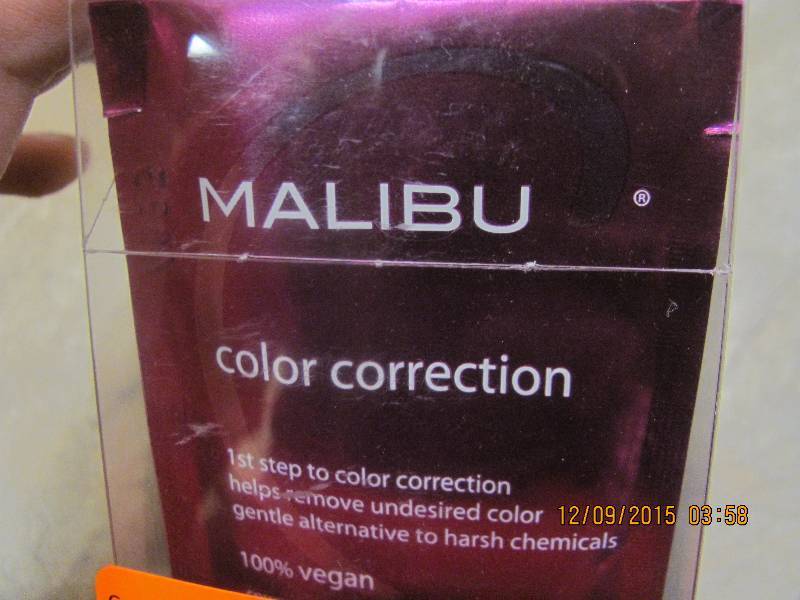 MALIBU ®
color correction
1st step to color correction
helps remove undesired color
gentle alternative to harsh chemicals
12/09/2015 03:58
100% vegan